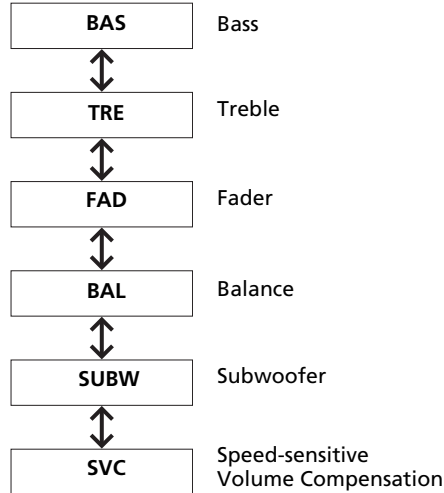 BAS Bass
TRE Treble
FAD Fader
BAL Balance
SUBW Subwoofer
SVC Speed-sensitive
Volume Compensation